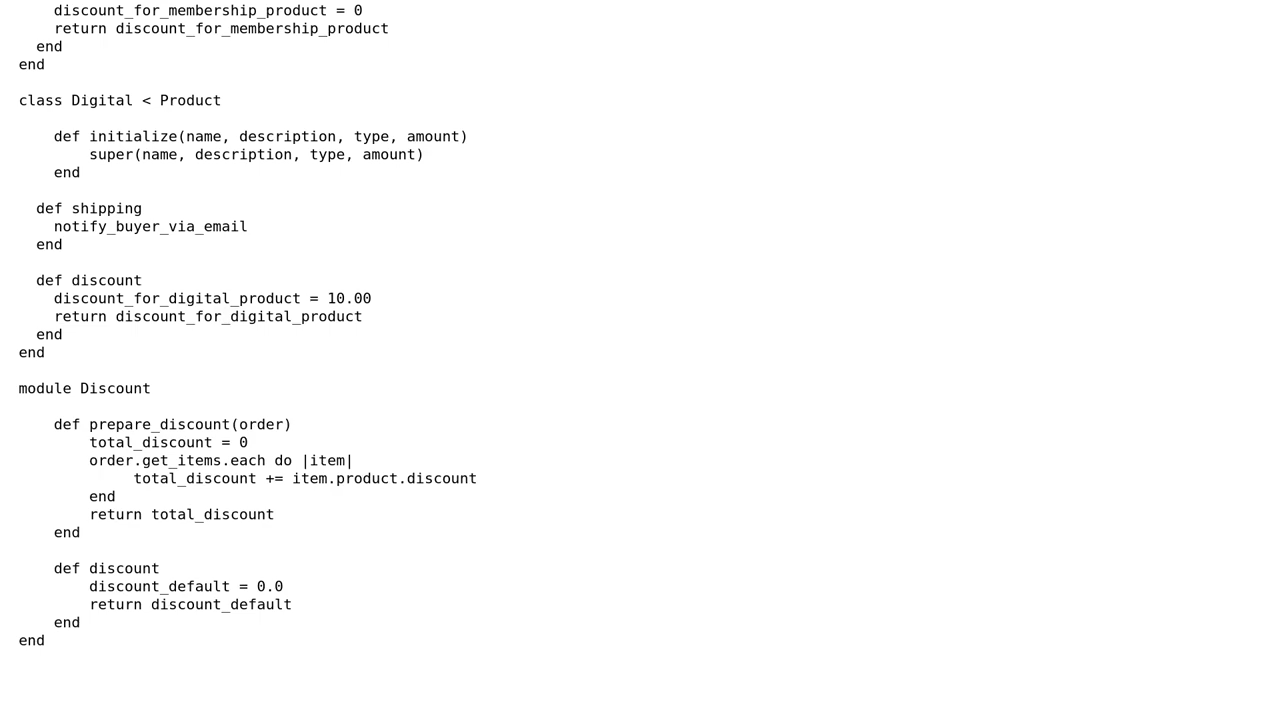 discount_for_membership_product = 0
    return discount_for_membership_product
  end
end

class Digital < Product

    def initialize(name, description, type, amount)
        super(name, description, type, amount)
    end

  def shipping
    notify_buyer_via_email
  end

  def discount
    discount_for_digital_product = 10.00
    return discount_for_digital_product
  end
end

module Discount

    def prepare_discount(order)
        total_discount = 0
        order.get_items.each do |item|
             total_discount += item.product.discount
        end
        return total_discount
    end

    def discount
        discount_default = 0.0
        return discount_default
    end
end